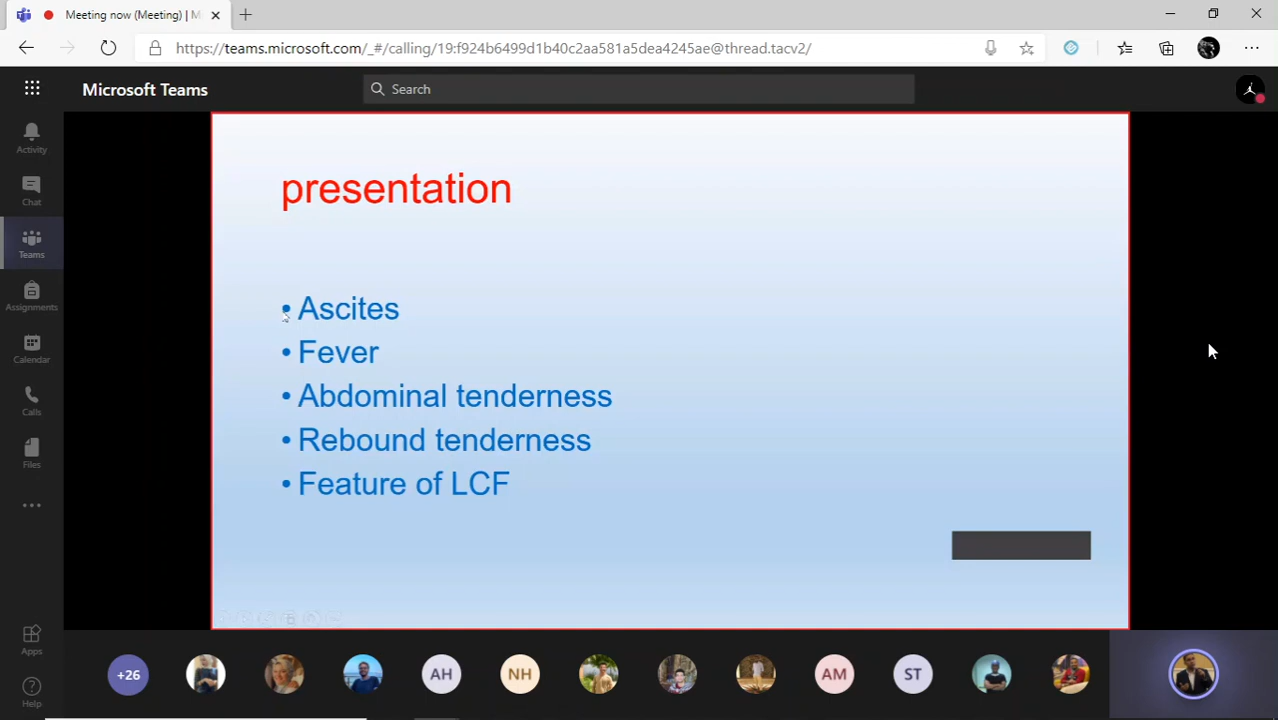 Meeting now (Meeting) | M
https://teams.microsoft.com/_#/calling/19:f924b6499d1b40c2aa581a5dea4245ae@thread.tacv2/
Microsoft Teams
Search
Activity
Chat
Teams
Assignments
Calendar
Calls
Files
Apps
Help
presentation
• Ascites
• Fever
• Abdominal tenderness
• Rebound tenderness
• Feature of LCF
+26
AH
NH
AM
ST